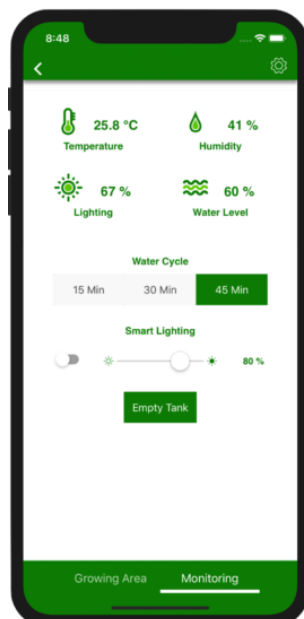 8:48
25.8 °C 41 %
Temperature Humidity
67 % 60 %
Lighting Water Level
Water Cycle
15 Min 30 Min 45 Min
Smart Lighting
80 %
Empty Tank
Growing Area Monitoring